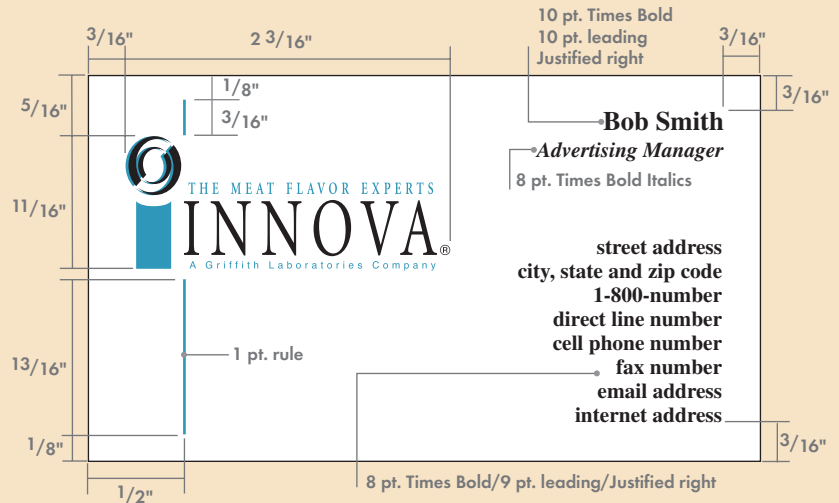 10 pt. Times Bold
10 pt. leading
Justified right
3/16"
2 3/16"
3/16"
5/16"
1/8"
3/16"
3/16"
Bob Smith
Advertising Manager
8 pt. Times Bold Italics
11/16"
THE MEAT FLAVOR EXPERTS
INNOVA®
A Griffith Laboratories Company
street address
city, state and zip code
1-800-number
direct line number
cell phone number
fax number
email address
internet address
1 pt. rule
13/16"
1/8"
3/16"
1/2"
8 pt. Times Bold/9 pt. leading/Justified right